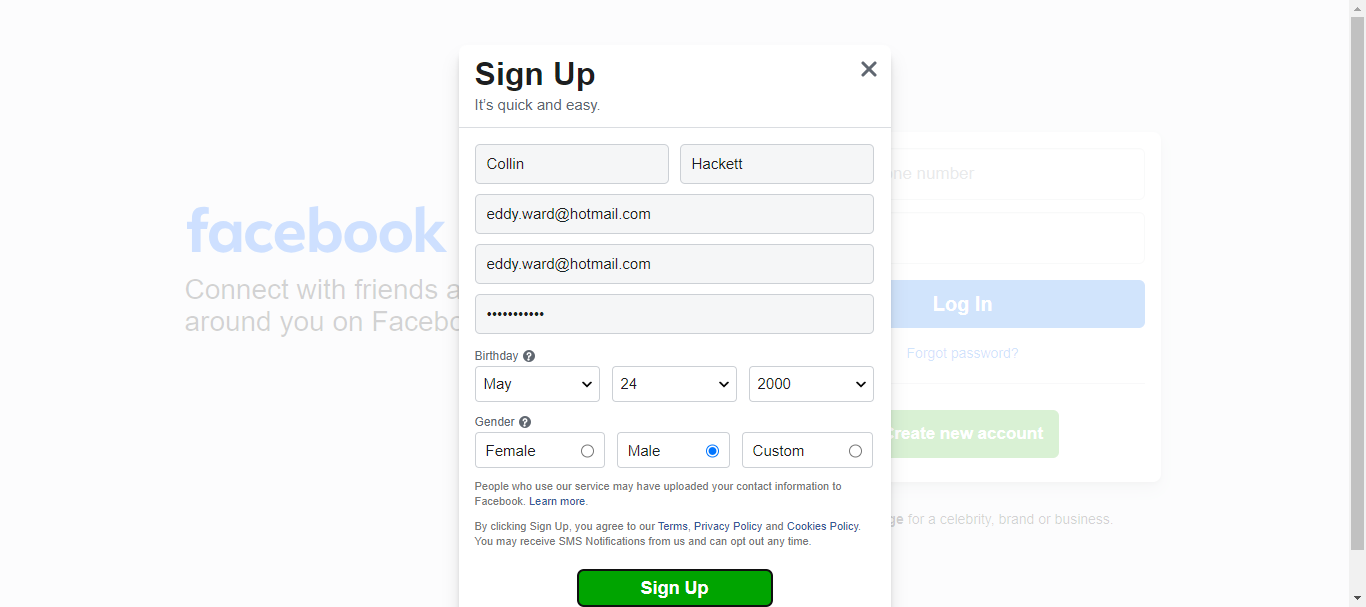 Sign Up
It's quick and easy.
Collin
Hackett
eddy.ward@hotmail.com
eddy.ward@hotmail.com
•••••••••••
Birthday
May
24
2000
Gender
Female
Male
Custom
People who use our service may have uploaded your contact information to
Facebook. Learn more.
By clicking Sign Up, you agree to our Terms, Privacy Policy and Cookies Policy.
You may receive SMS Notifications from us and can opt out any time.
Sign Up
facebook
Connect with friends
around you on
number
Log In
Forgot password?
new account
for a celebrity, brand or business.